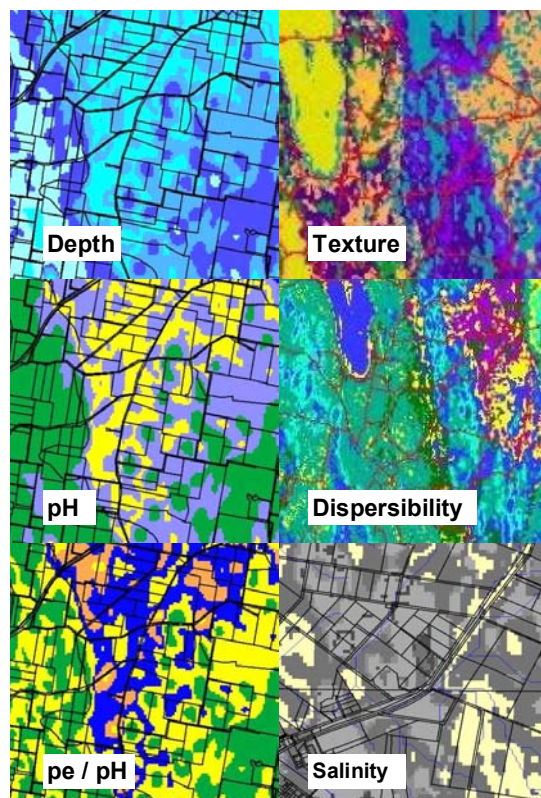 Depth
Texture
pH
Dispersibility
pe / pH
Salinity